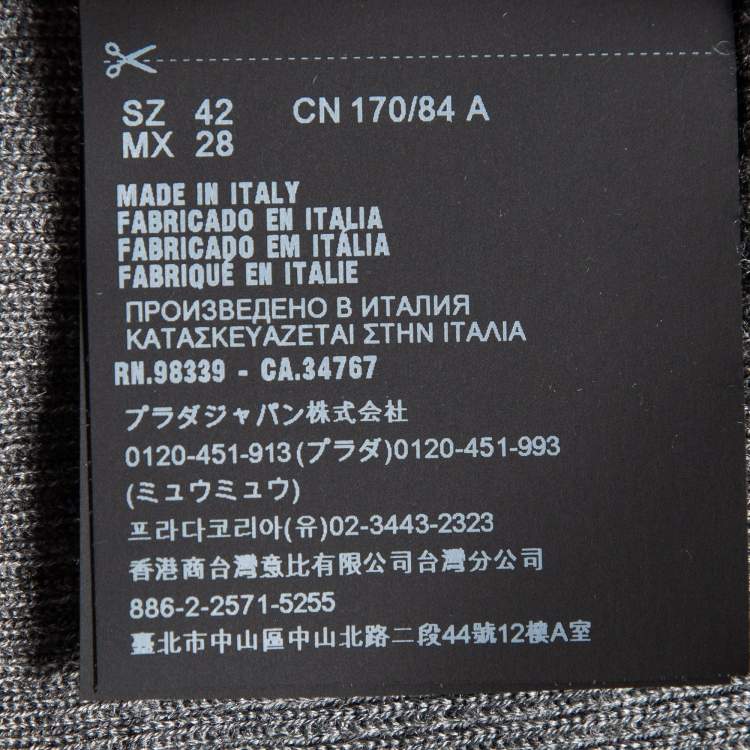 SZ 42 CN 170/84 A
MX 28
MADE IN ITALY
FABRICADO EN ITALIA
FABRICADO EM ITÁLIA
FABRIQUÉ EN ITALIE
ПРОИЗВЕДЕНО В ИТАЛИЯ
ΚΑΤΑΣΚΕΥΑΖΕΤΑΙ ΣΤΗΝ ΙΤΑΛΙΑ
RN.98339 - CA.34767
プラダジャパン株式会社
0120-451-913(プラダ)0120-451-993
(ミュウミュウ)
프라다코리아(유)02-3443-2323
香港商台灣意比有限公司台灣分公司
886-2-2571-5255
臺北市中山區中山北路二段44號12樓A室